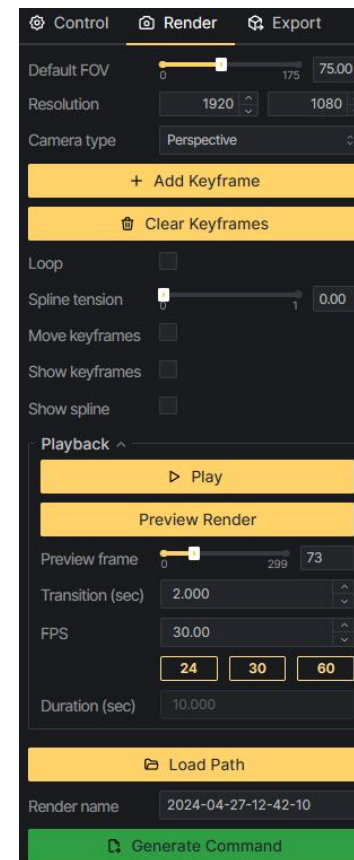 Control Render Export
Default FOV 0 175 75.00
Resolution 1920 1080
Camera type Perspective
+ Add Keyframe
Clear Keyframes
Loop
Spline tension 0 1 0.00
Move keyframes
Show keyframes
Show spline
Playback
Play
Preview Render
Preview frame 0 299 73
Transition (sec) 2.000
FPS 30.00
24 30 60
Duration (sec) 10.000
Load Path
Render name 2024-04-27-12-42-10
Generate Command